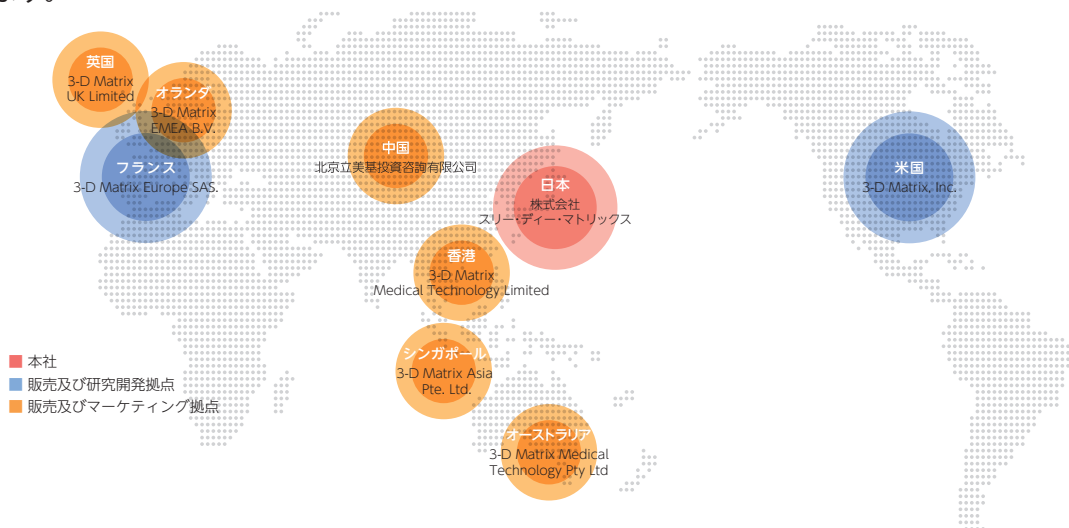 ます。
英国
3-D Matrix
UK Limited
オランダ
3-D Matrix
EMEA B.V.
フランス
3-D Matrix Europe SAS.
中国
北京立美基投資咨詢有限公司
日本
株式会社
スリー・ディー・マトリックス
米国
3-D Matrix, Inc.
香港
3-D Matrix
Medical Technology Limited
シンガポール
3-D Matrix Asia
Pte. Ltd.
オーストラリア
3-D Matrix Medical
Technology Pty Ltd
本社
販売及び研究開発拠点
販売及びマーケティング拠点